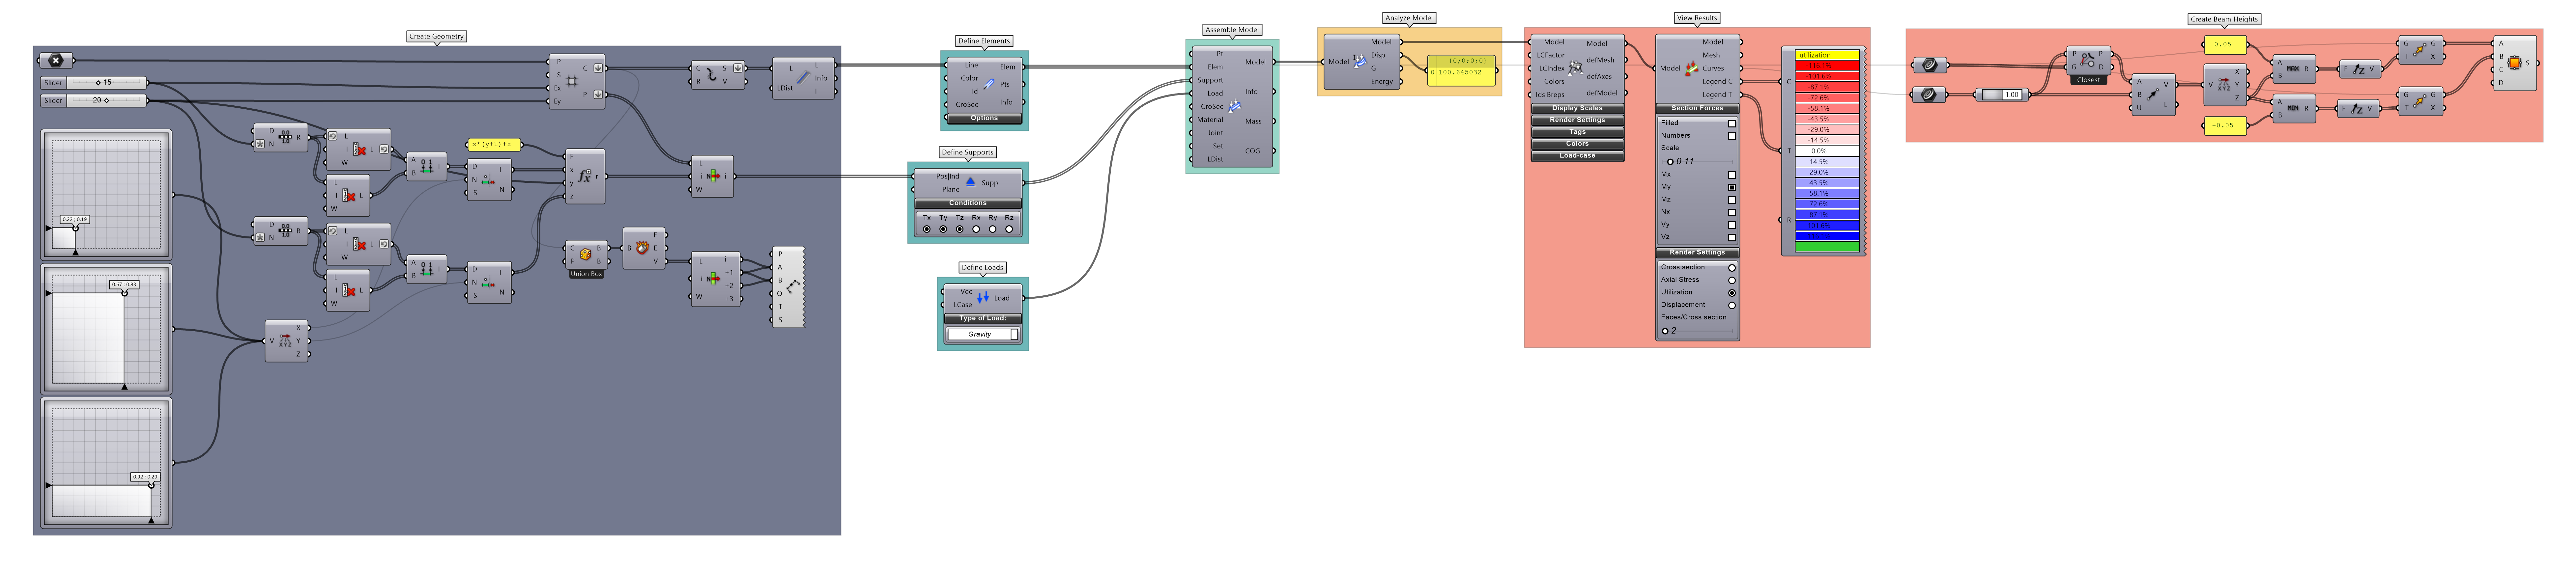 Create Geometry
Slider 15
Slider 20
P C
S
Ex P
Ey
C S
R V
L L
Info
LDist i
D R
N
L
I L
W
L
I L
W
A I
B
x*(y+1)+z
D I
N
S N
F
x
y r
z
L
i i
W
0.22 ; 0.19
D R
N
L
I L
W
L
I L
W
A I
B
D I
N
S N
C B
P B
Union Box
F
B E
V
L i
+1
i +2
W +3
P
A
B
O
T
S
0.67 ; 0.83
X
V XYZ Y
Z
0.92 ; 0.29
Define Elements
Line Elem
Color
Id Pts
CroSec Info
Options
Define Supports
Pos|Ind Supp
Plane
Conditions
Tx Ty Tz Rx Ry Rz
Define Loads
Vec Load
LCase
Type of Load:
Gravity
Assemble Model
Pt
Elem Model
Support
Load Info
CroSec
Material Mass
Joint
Set COG
LDist
Analyze Model
Model
Disp
Model G
Energy
{0;0;0;0}
0 100.645032
View Results
Model Model
LCFactor defMesh
LCIndex defAxes
Colors
Ids|Breps defModel
Display Scales
Render Settings
Tags
Colors
Load-case
Model
Mesh
Model Curves
Legend C
Legend T
Section Forces
Filled
Numbers
Scale
0.11
Mx
My
Mz
Nx
Vy
Vz
Render Settings
Cross section
Axial Stress
Utilization
Displacement
Faces/Cross section
2
C
T
R
utilization
-116.1%
-101.6%
-87.1%
-72.6%
-58.1%
-43.5%
-29.0%
-14.5%
0.0%
14.5%
29.0%
43.5%
58.1%
72.6%
87.1%
101.6%
Create Beam Heights
1.00
P P
G D
Closest
A V
B
U L
X
V XYZ Y
Z
0.05
-0.05
A MAX R
B
A MIN R
B
F Z V
F Z V
G G
T X
G G
T X
A
B
C S
D